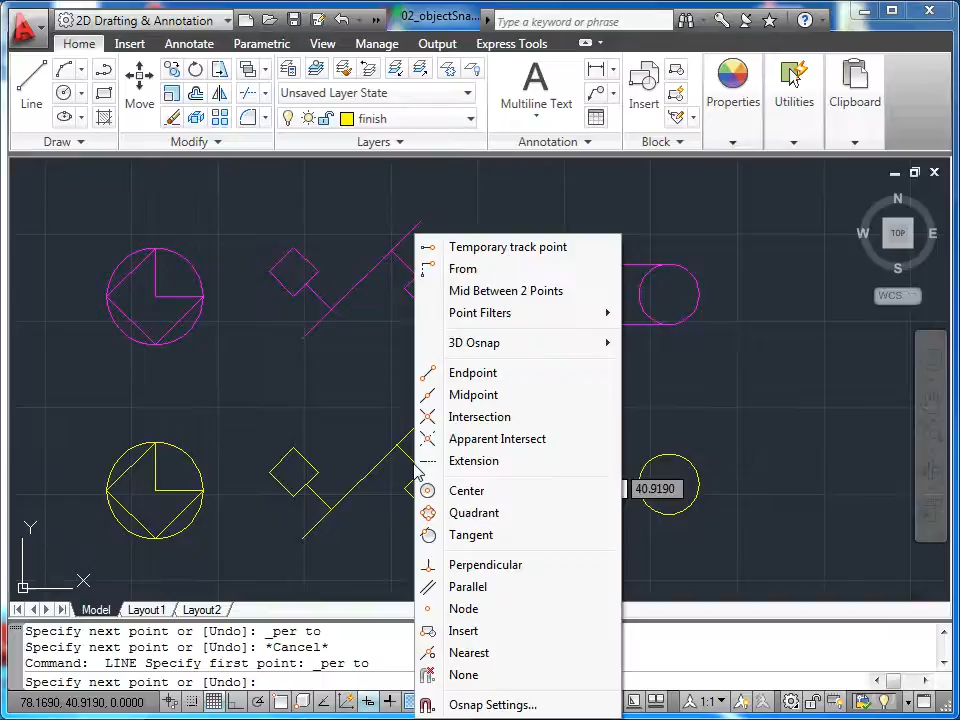 2D Drafting & Annotation
02_objectSna...
Type a keyword or phrase
Home Insert Annotate Parametric View Manage Output Express Tools
Line
Move
Unsaved Layer State
finish
Multiline Text
Insert
Properties
Utilities
Clipboard
Draw
Modify
Layers
Annotation
Block
N
W
TOP
E
S
WCS
Temporary track point
From
Mid Between 2 Points
Point Filters
3D Osnap
Endpoint
Midpoint
Intersection
Apparent Intersect
Extension
Center
Quadrant
Tangent
Perpendicular
Parallel
Node
Insert
Nearest
None
Osnap Settings...
40.9190
Y
X
Model Layout1 Layout2
Specify next point or [Undo]: _per to
Specify next point or [Undo]: *Cancel*
Command:  LINE Specify first point: _per to
Specify next point or [Undo]:
78.1690, 40.9190, 0.0000
1:1